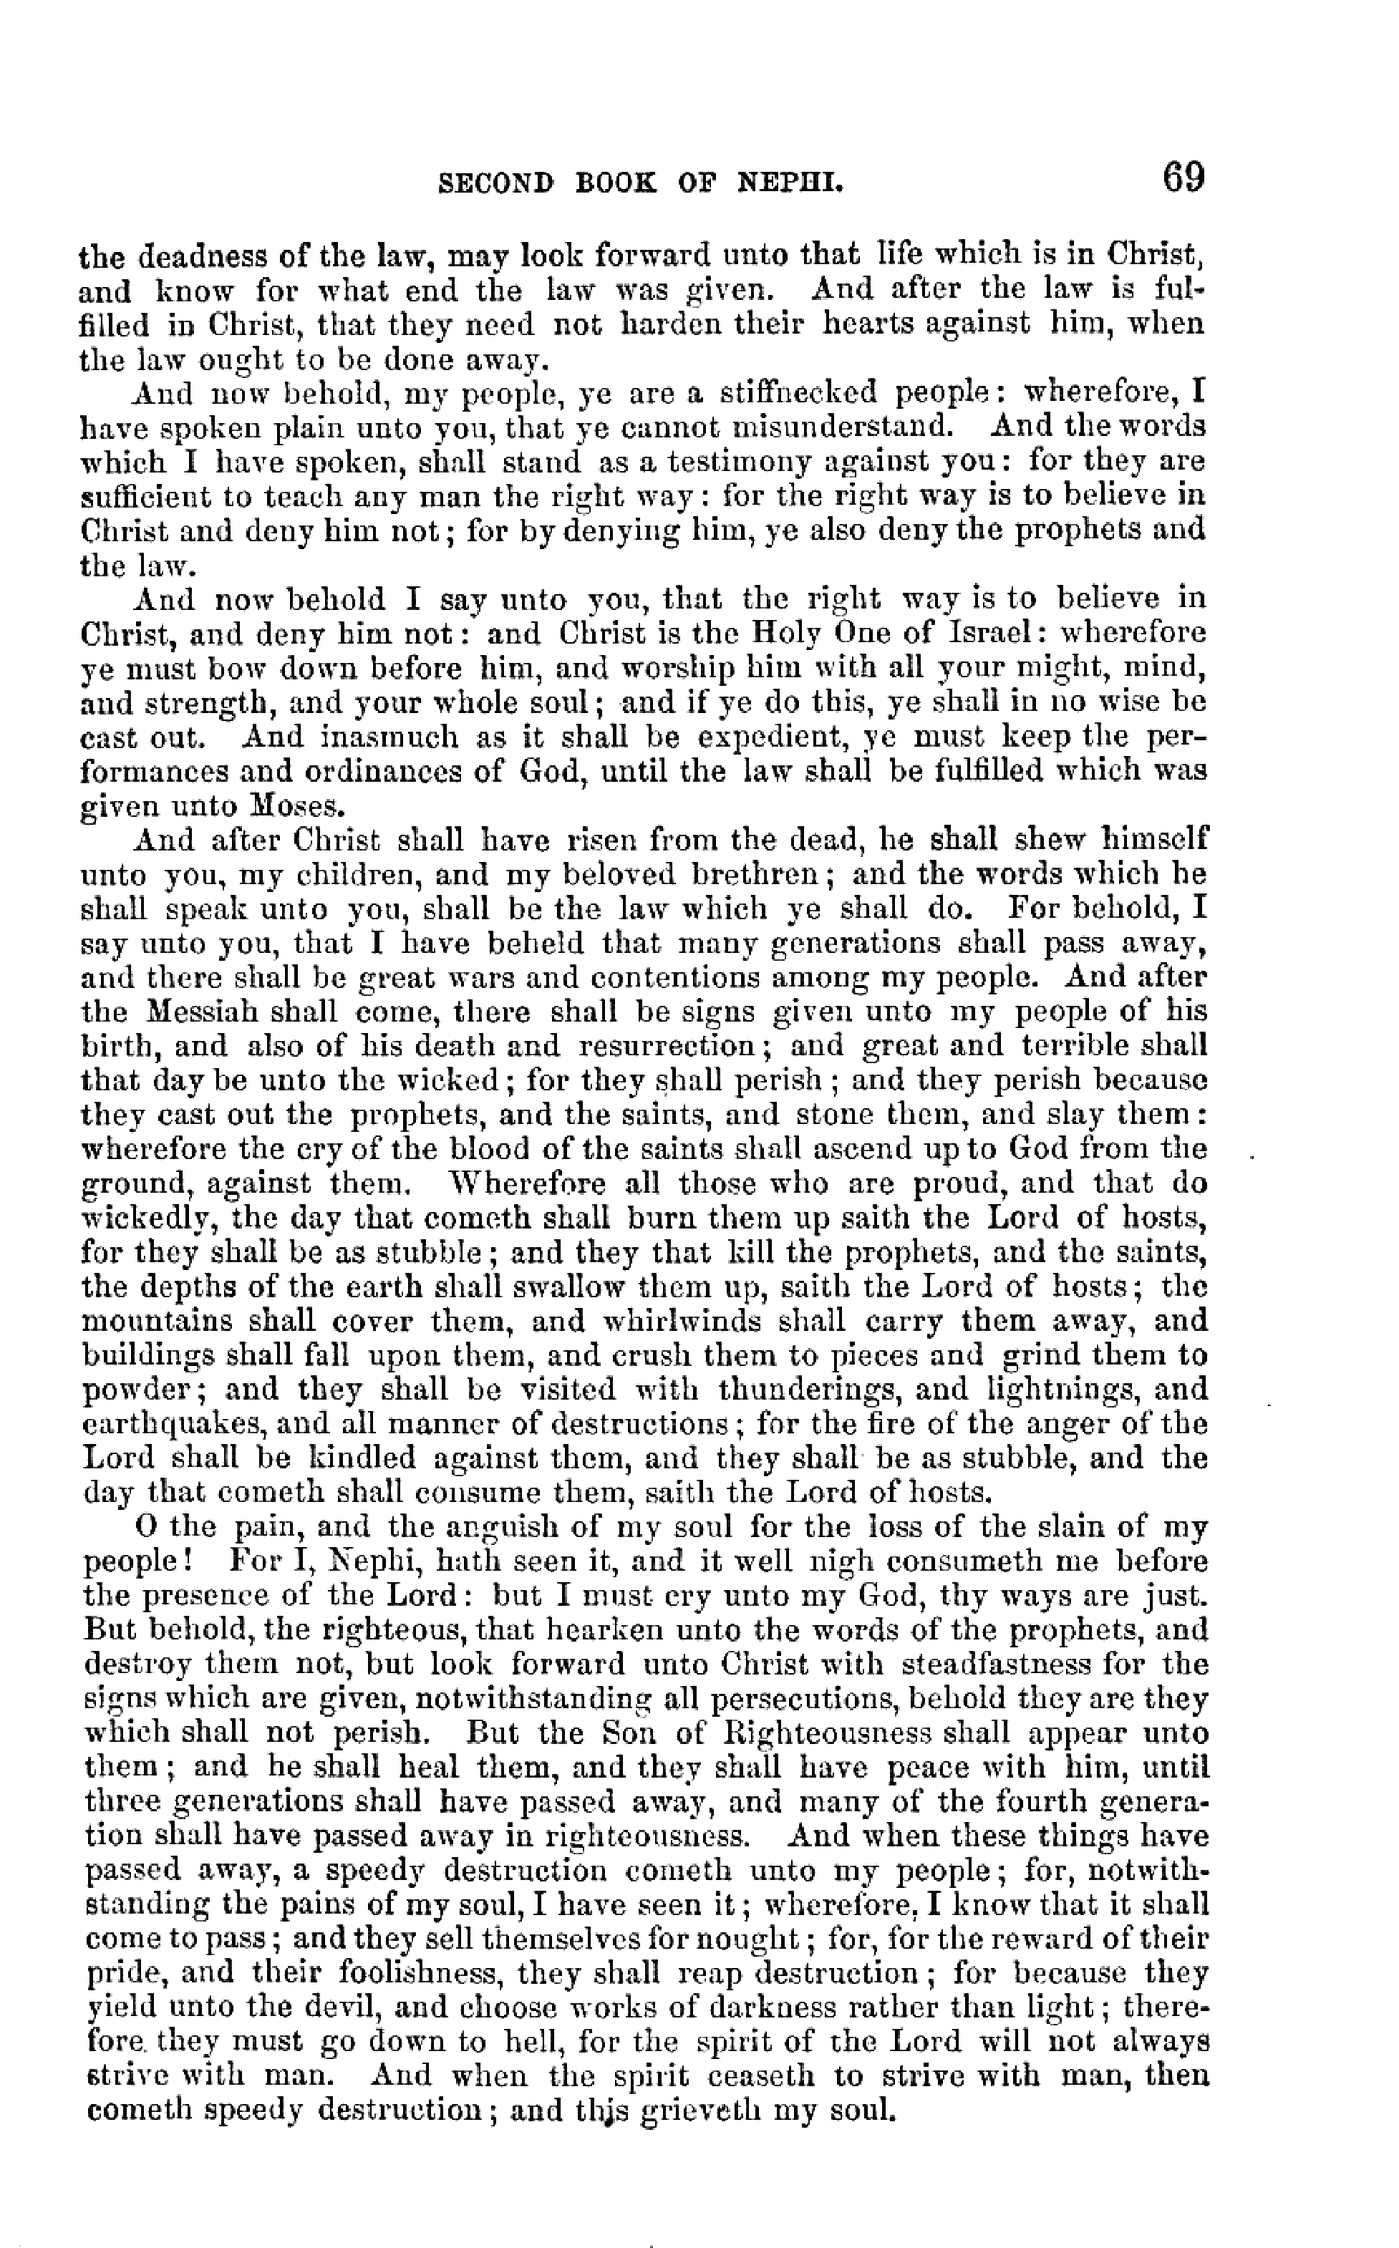 SECOND BOOK OF NEPHI. 69
the deadness of the law, may look forward unto that life which is in Christ,
and know for what end the law was given. And after the law is ful-
filled in Christ, that they need not harden their hearts against him, when
the law ought to be done away.
And now behold, my people, ye are a stiffnecked people: wherefore, I
have spoken plain unto you, that ye cannot misunderstand. And the words
which I have spoken, shall stand as a testimony against you: for they are
sufficient to teach any man the right way: for the right way is to believe in
Christ and deny him not; for by denying him, ye also deny the prophets and
the law.
And now behold I say unto you, that the right way is to believe in
Christ, and deny him not: and Christ is the Holy One of Israel: wherefore
ye must bow down before him, and worship him with all your might, mind,
and strength, and your whole soul; and if ye do this, ye shall in no wise be
cast out. And inasmuch as it shall be expedient, ye must keep the per-
formances and ordinances of God, until the law shall be fulfilled which was
given unto Moses.
And after Christ shall have risen from the dead, he shall shew himself
unto you, my children, and my beloved brethren; and the words which he
shall speak unto you, shall be the law which ye shall do. For behold, I
say unto you, that I have beheld that many generations shall pass away,
and there shall be great wars and contentions among my people. And after
the Messiah shall come, there shall be signs given unto my people of his
birth, and also of his death and resurrection; and great and terrible shall
that day be unto the wicked; for they shall perish; and they perish because
they cast out the prophets, and the saints, and stone them, and slay them:
wherefore the cry of the blood of the saints shall ascend up to God from the
ground, against them. Wherefore all those who are proud, and that do
wickedly, the day that cometh shall burn them up saith the Lord of hosts,
for they shall be as stubble; and they that kill the prophets, and the saints,
the depths of the earth shall swallow them up, saith the Lord of hosts; the
mountains shall cover them, and whirlwinds shall carry them away, and
buildings shall fall upon them, and crush them to pieces and grind them to
powder; and they shall be visited with thunderings, and lightnings, and
earthquakes, and all manner of destructions; for the fire of the anger of the
Lord shall be kindled against them, and they shall be as stubble, and the
day that cometh shall consume them, saith the Lord of hosts.
O the pain, and the anguish of my soul for the loss of the slain of my
people! For I, Nephi, hath seen it, and it well nigh consumeth me before
the presence of the Lord: but I must cry unto my God, thy ways are just.
But behold, the righteous, that hearken unto the words of the prophets, and
destroy them not, but look forward unto Christ with steadfastness for the
signs which are given, notwithstanding all persecutions, behold they are they
which shall not perish. But the Son of Righteousness shall appear unto
them; and he shall heal them, and they shall have peace with him, until
three generations shall have passed away, and many of the fourth genera-
tion shall have passed away in righteousness. And when these things have
passed away, a speedy destruction cometh unto my people; for, notwith-
standing the pains of my soul, I have seen it; wherefore, I know that it shall
come to pass; and they sell themselves for nought; for, for the reward of their
pride, and their foolishness, they shall reap destruction; for because they
yield unto the devil, and choose works of darkness rather than light; there-
fore, they must go down to hell, for the spirit of the Lord will not always
strive with man. And when the spirit ceaseth to strive with man, then
cometh speedy destruction; and this grieveth my soul.